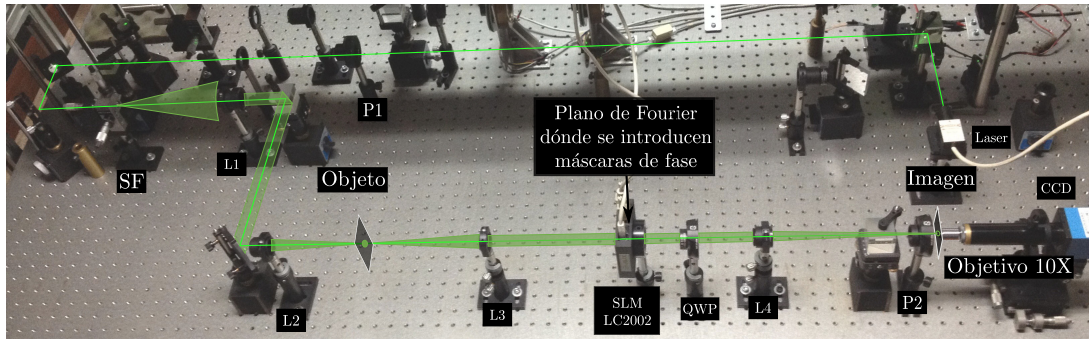 P1
Plano de Fourier
dónde se introducen
máscaras de fase
Laser
SF
L1
Objeto
Imagen
CCD
Objetivo 10X
L2
L3
SLM
LC2002
QWP
L4
P2